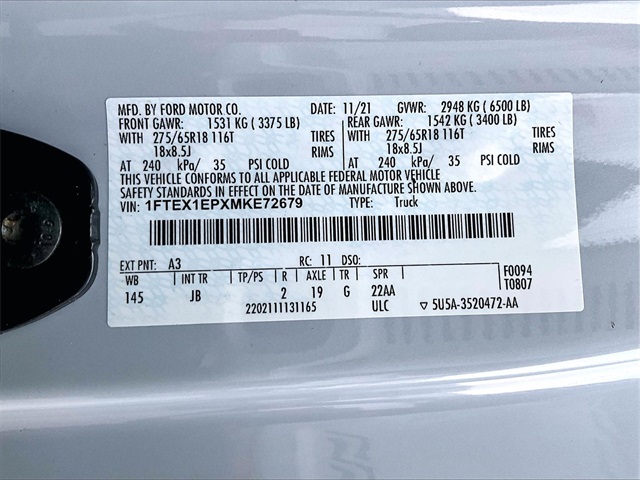 MFD. BY FORD MOTOR CO. DATE: 11/21 GVWR: 2948 KG ( 6500 LB)
FRONT GAWR: 1531 KG ( 3375 LB) REAR GAWR: 1542 KG ( 3400 LB)
WITH 275/65R18 116T TIRES WITH 275/65R18 116T TIRES
18x8.5J RIMS 18x8.5J RIMS
AT 240 kPa/ 35 PSI COLD AT 240 kPa/ 35 PSI COLD
THIS VEHICLE CONFORMS TO ALL APPLICABLE FEDERAL MOTOR VEHICLE
SAFETY STANDARDS IN EFFECT ON THE DATE OF MANUFACTURE SHOWN ABOVE.
VIN: 1FTEX1EPXMKE72679 TYPE: Truck
EXT PNT: A3 RC: 11 DSO: F0094
WB INT TR TP/PS R AXLE TR SPR T0807
145 JB 2 19 G 22AA
2202111131165 ULC ▽ 5U5A-3520472-AA